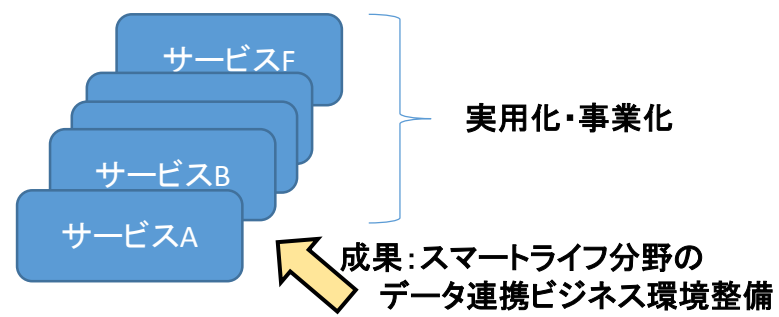 サービスF
サービスB
サービスA
実用化・事業化
成果：スマートライフ分野の
データ連携ビジネス環境整備